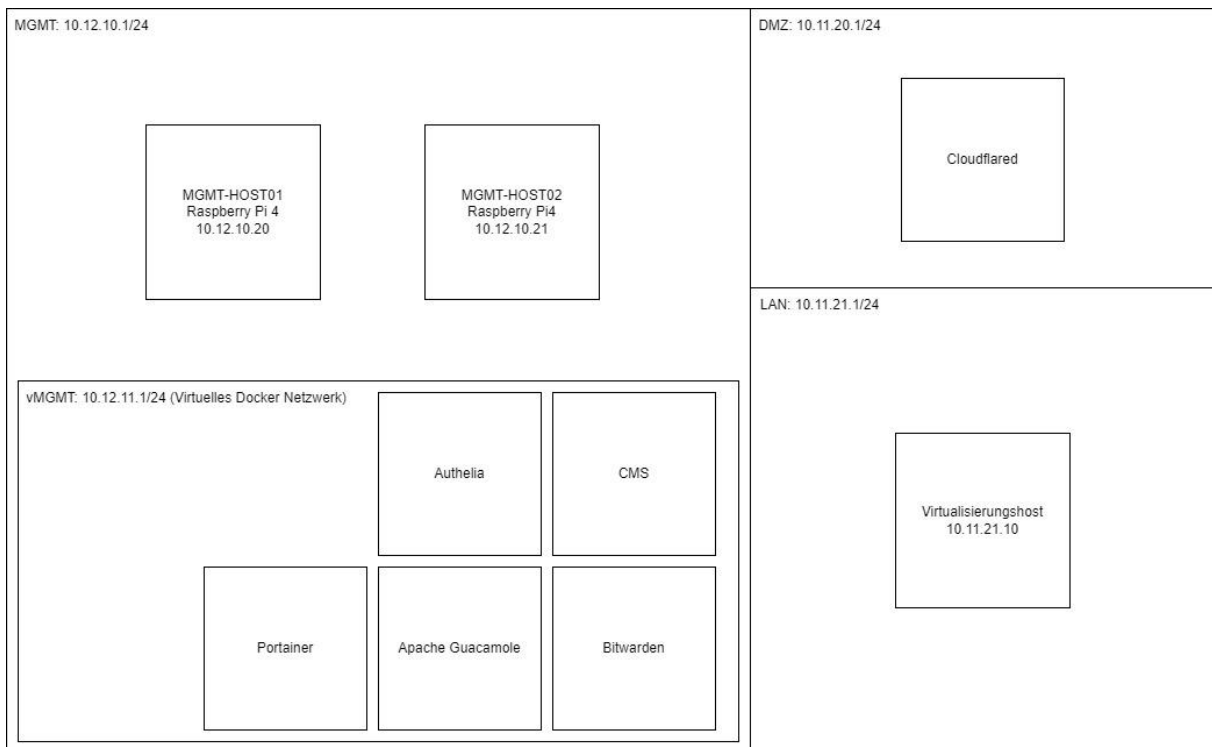 MGMT: 10.12.10.1/24
MGMT-HOST01
Raspberry Pi 4
10.12.10.20
MGMT-HOST02
Raspberry Pi4
10.12.10.21
vMGMT: 10.12.11.1/24 (Virtuelles Docker Netzwerk)
Authelia
CMS
Portainer
Apache Guacamole
Bitwarden
DMZ: 10.11.20.1/24
Cloudflared
LAN: 10.11.21.1/24
Virtualisierungshost
10.11.21.10